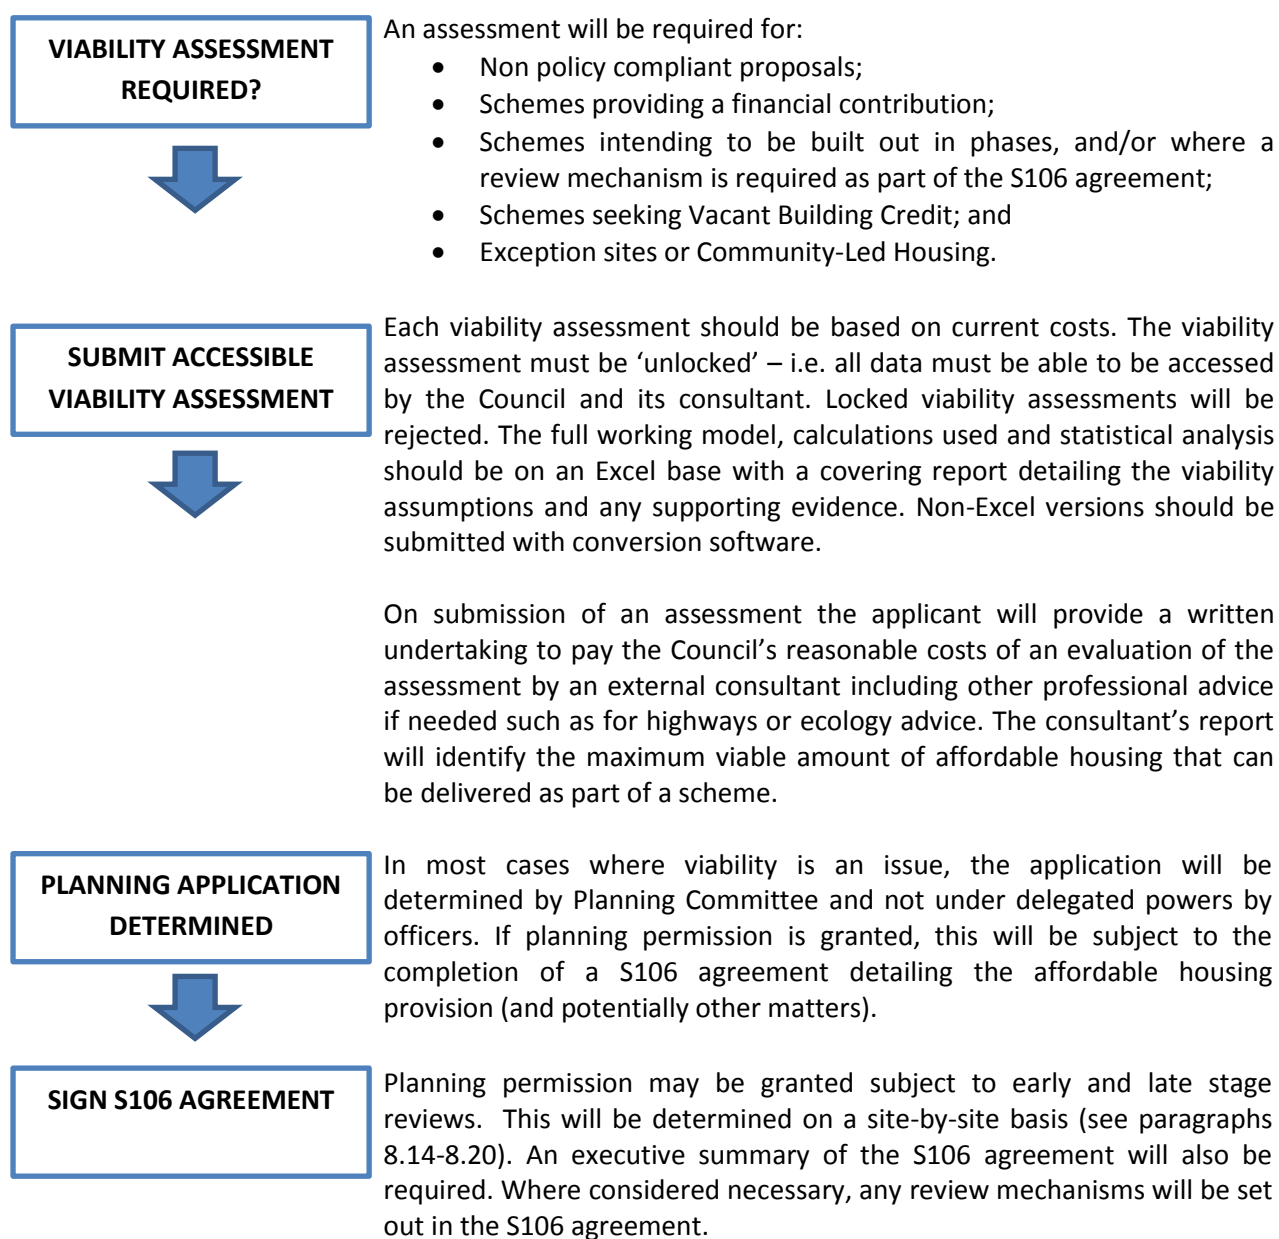 VIABILITY ASSESSMENT
REQUIRED?
An assessment will be required for:
• Non policy compliant proposals;
• Schemes providing a financial contribution;
• Schemes intending to be built out in phases, and/or where a
review mechanism is required as part of the S106 agreement;
• Schemes seeking Vacant Building Credit; and
• Exception sites or Community-Led Housing.
SUBMIT ACCESSIBLE
VIABILITY ASSESSMENT
Each viability assessment should be based on current costs. The viability
assessment must be ‘unlocked’ – i.e. all data must be able to be accessed
by the Council and its consultant. Locked viability assessments will be
rejected. The full working model, calculations used and statistical analysis
should be on an Excel base with a covering report detailing the viability
assumptions and any supporting evidence. Non-Excel versions should be
submitted with conversion software.
On submission of an assessment the applicant will provide a written
undertaking to pay the Council’s reasonable costs of an evaluation of the
assessment by an external consultant including other professional advice
if needed such as for highways or ecology advice. The consultant’s report
will identify the maximum viable amount of affordable housing that can
be delivered as part of a scheme.
PLANNING APPLICATION
DETERMINED
In most cases where viability is an issue, the application will be
determined by Planning Committee and not under delegated powers by
officers. If planning permission is granted, this will be subject to the
completion of a S106 agreement detailing the affordable housing
provision (and potentially other matters).
SIGN S106 AGREEMENT
Planning permission may be granted subject to early and late stage
reviews. This will be determined on a site-by-site basis (see paragraphs
8.14-8.20). An executive summary of the S106 agreement will also be
required. Where considered necessary, any review mechanisms will be set
out in the S106 agreement.